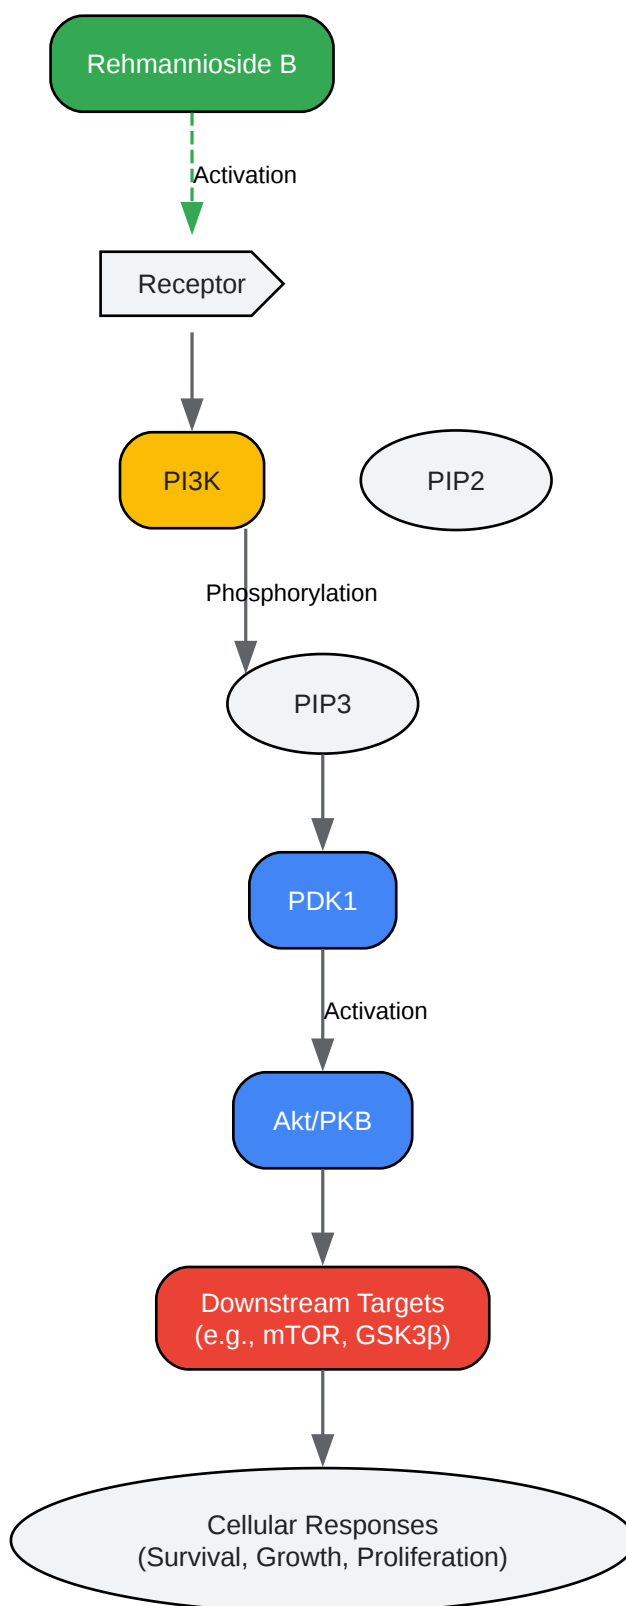 Rehmannioside B
Activation
Receptor
PI3K
PIP2
Phosphorylation
PIP3
PDK1
Activation
Akt/PKB
Downstream Targets
(e.g., mTOR, GSK3β)
Cellular Responses
(Survival, Growth, Proliferation)